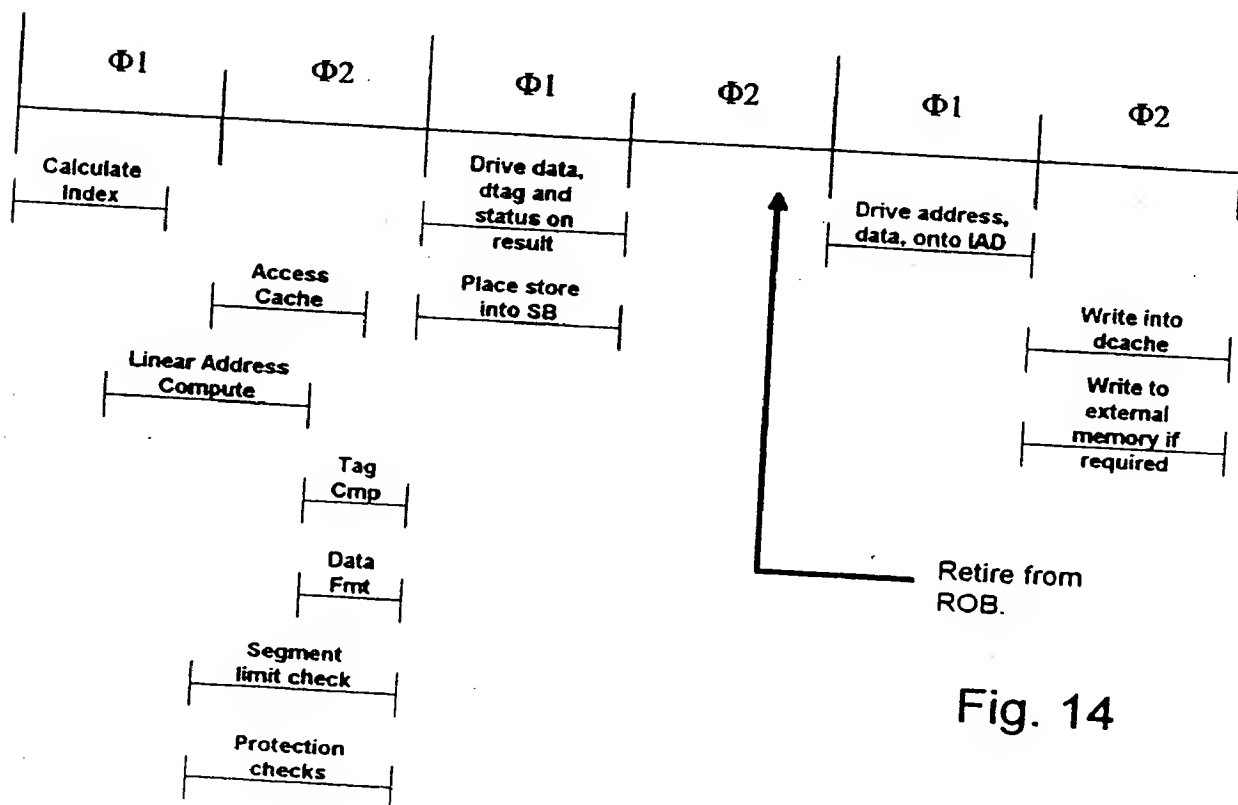 Φ1
Φ2
Φ1
Φ2
Φ1
Φ2
Calculate
Index
Drive data,
dtag and
status on
result
Drive address,
data, onto IAD
Access
Cache
Place store
into SB
Write into
dcache
Linear Address
Compute
Write to
external
memory if
required
Tag
Cmp
Data
Fmt
Retire from
ROB.
Segment
limit check
Protection
checks
Fig. 14